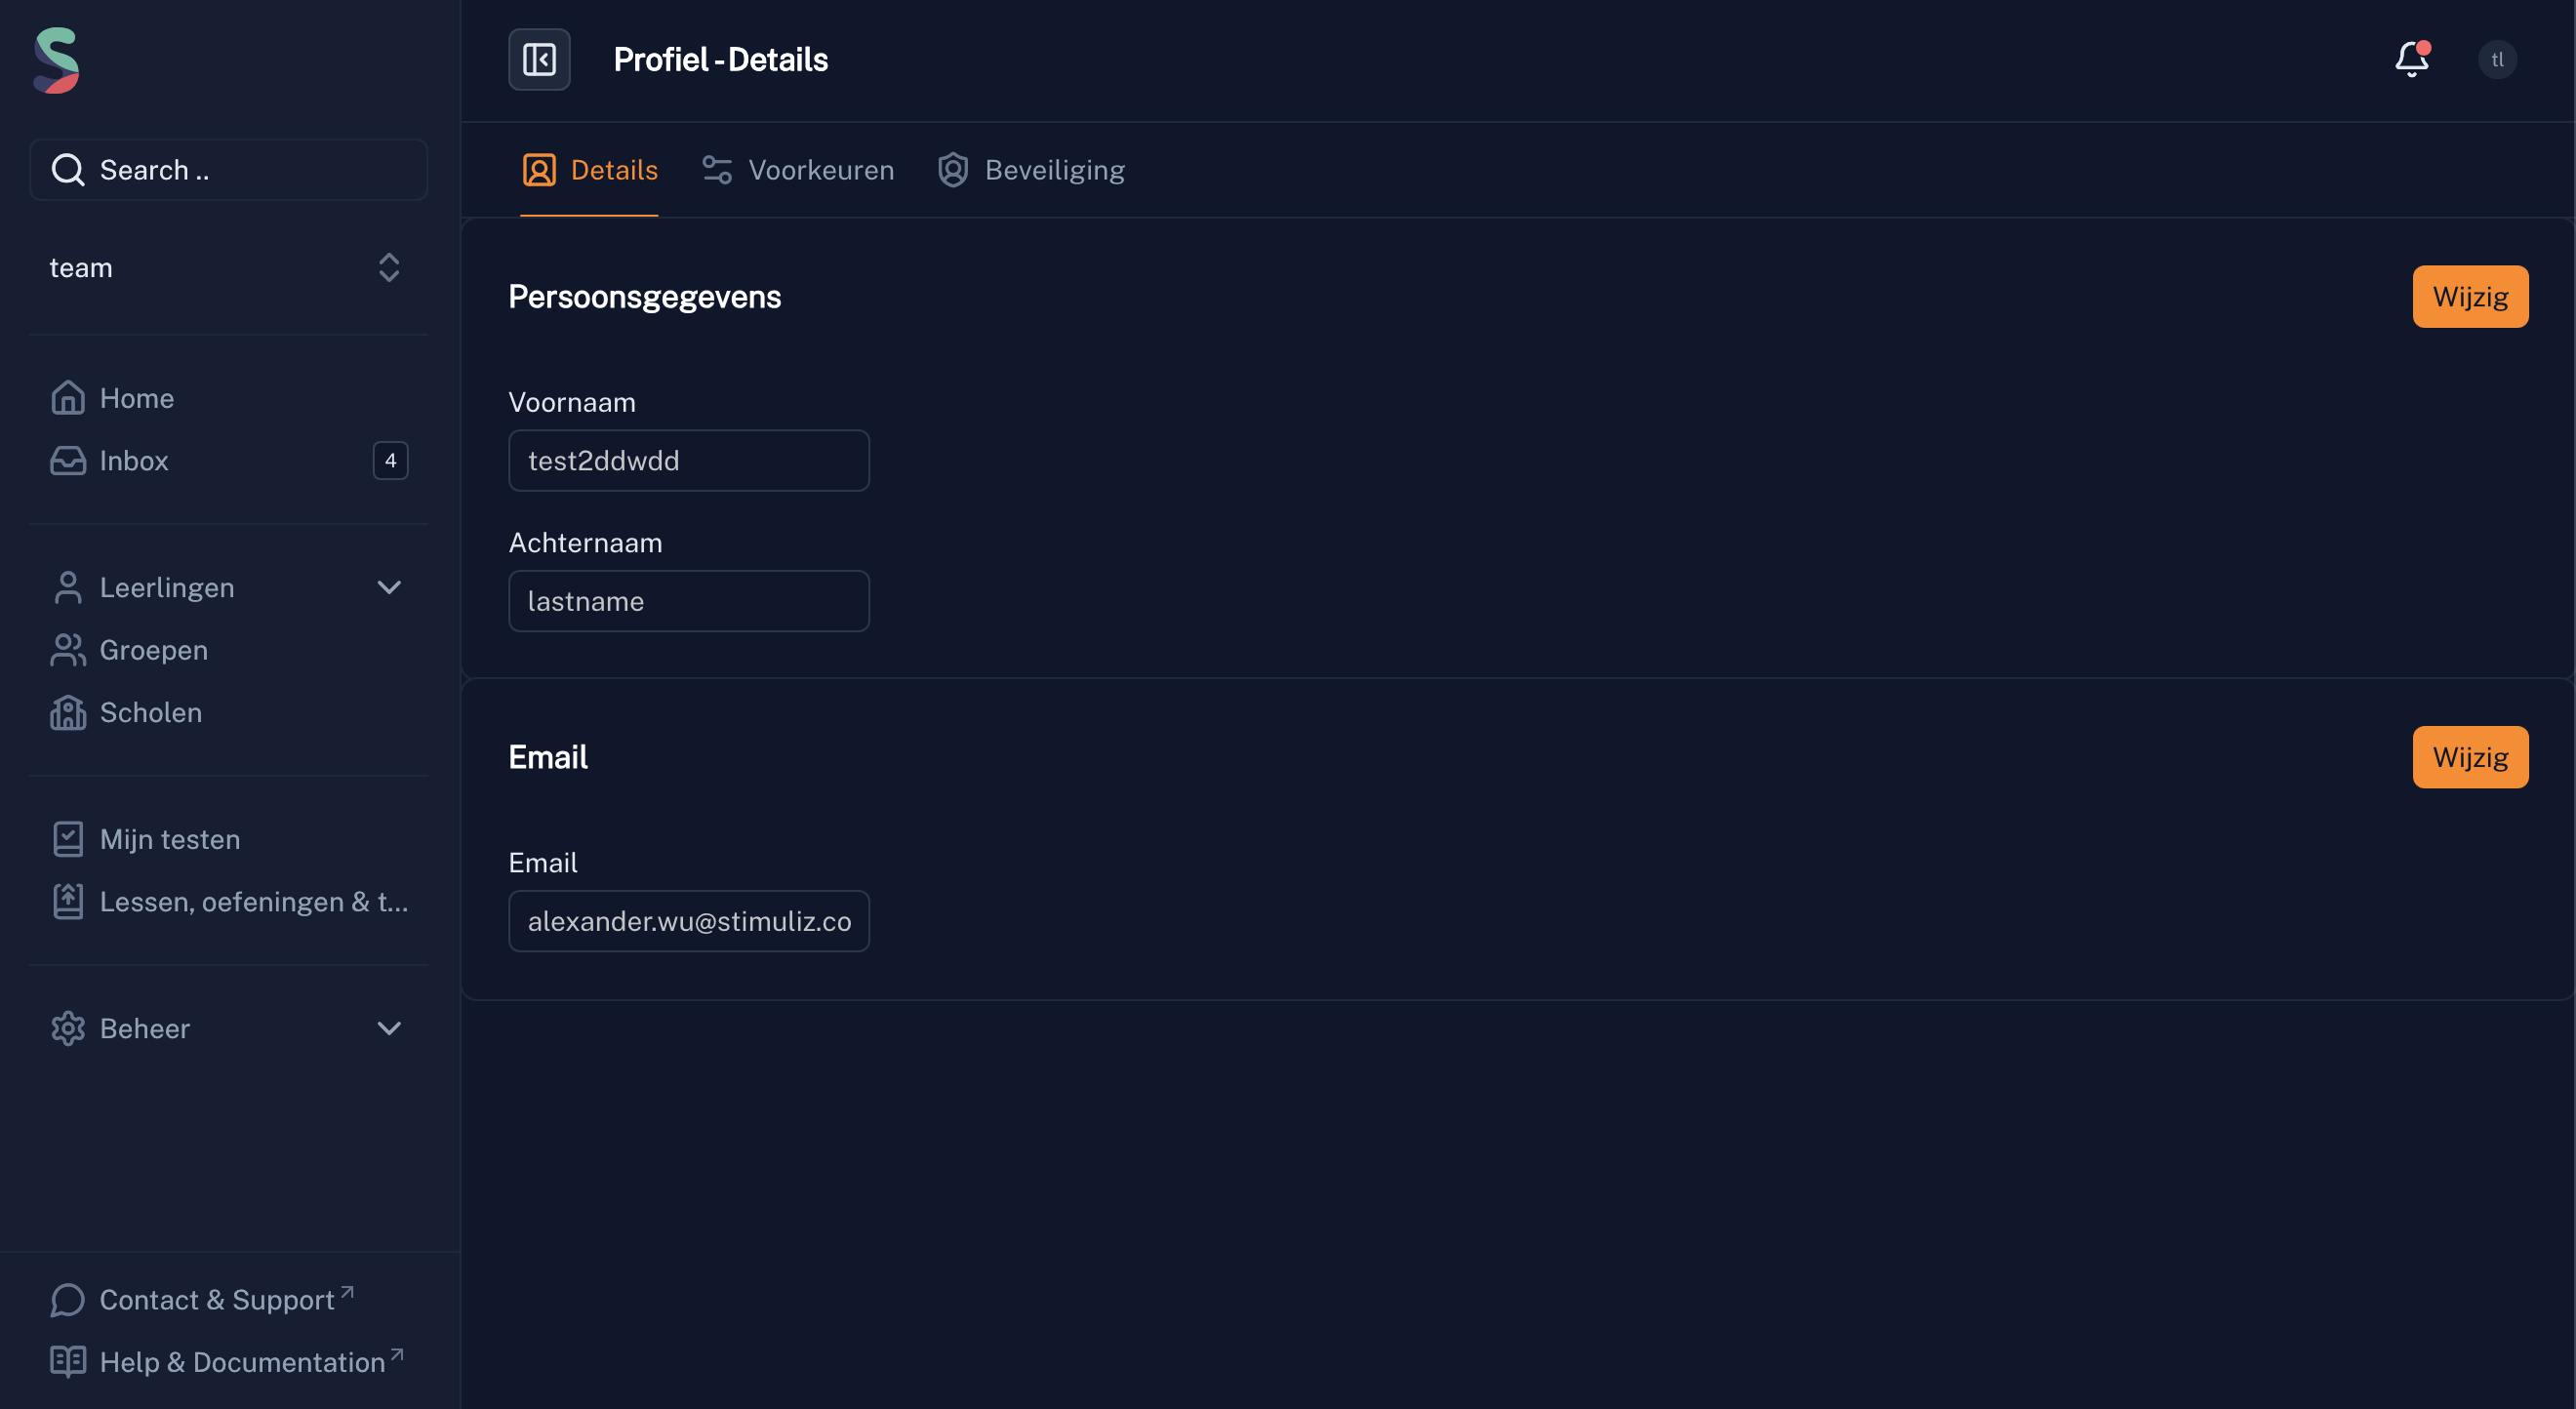 Search ..
team
Home
Inbox 4
Leerlingen
Groepen
Scholen
Mijn testen
Lessen, oefeningen & t...
Beheer
Contact & Support
Help & Documentation
Profiel - Details
tl
Details Voorkeuren Beveiliging
Persoonsgegevens Wijzig
Voornaam
test2ddwdd
Achternaam
lastname
Email Wijzig
Email
alexander.wu@stimuliz.co